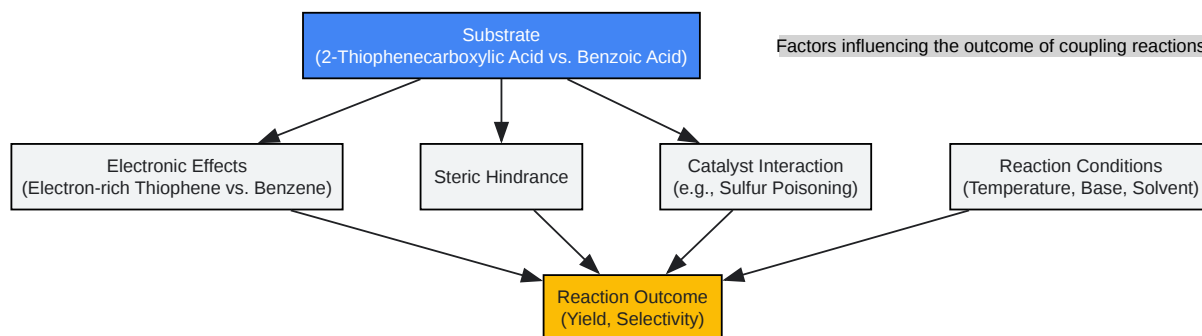 Substrate
(2-Thiophenecarboxylic Acid vs. Benzoic Acid)
Factors influencing the outcome of coupling reactions
Electronic Effects
(Electron-rich Thiophene vs. Benzene)
Steric Hindrance
Catalyst Interaction
(e.g., Sulfur Poisoning)
Reaction Conditions
(Temperature, Base, Solvent)
Reaction Outcome
(Yield, Selectivity)